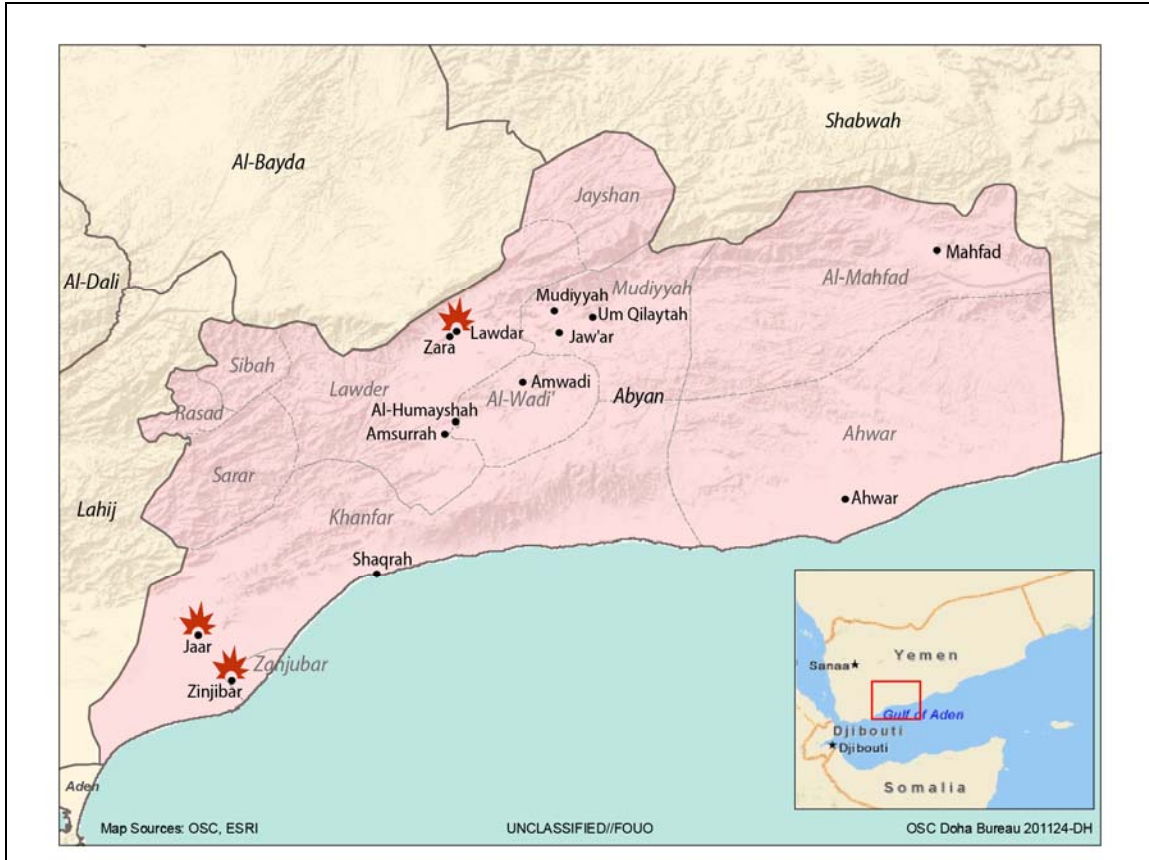 Shabwah
Al-Bayda
Jayshan
Mahfad
Al-Dali
Al-Mahfad
Mudiyyah
Mudiyyah
Um Qilaytah
Lawdar
Jaw'ar
Zara
Sibah
Lawder
Amwadi
Al-Wadi'
Abyan
Rasad
Al-Humayshah
Amsurrah
Ahwar
Sarar
Ahwar
Lahij
Khanfar
Shaqrah
Jaar
Zanjubar
Zinjibar
Sanaa
Yemen
Gulf of Aden
Djibouti
Djibouti
Somalia
Aden
Map Sources: OSC, ESRI
UNCLASSIFIED//FOUO
OSC Doha Bureau 201124-DH